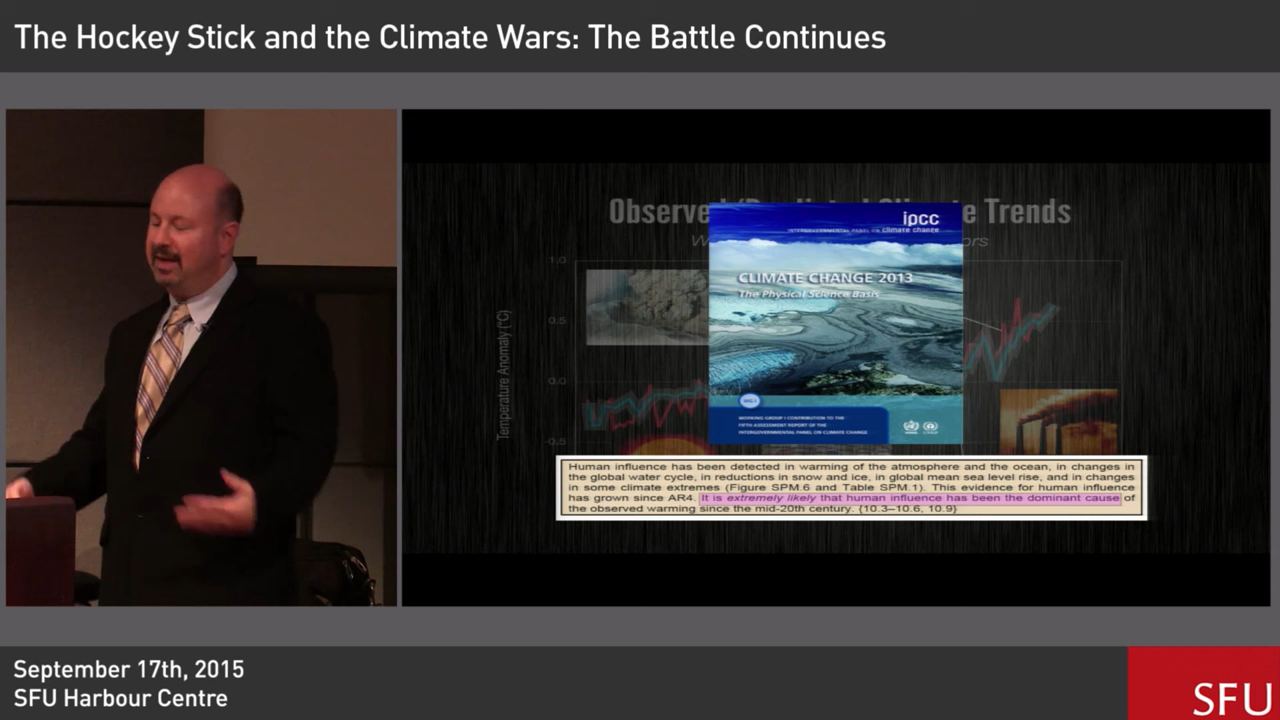 The Hockey Stick and the Climate Wars: The Battle Continues
Observed Trends
ipcc
INTERGOVERNMENTAL PANEL ON climate change
CLIMATE CHANGE 2013
The Physical Science Basis
1.0
0.5
0.0
-0.5
Temperature Anomaly (°C)
WG I
WORKING GROUP I CONTRIBUTION TO THE
FIFTH ASSESSMENT REPORT OF THE
INTERGOVERNMENTAL PANEL ON CLIMATE CHANGE
Human influence has been detected in warming of the atmosphere and the ocean, in changes in
the global water cycle, in reductions in snow and ice, in global mean sea level rise, and in changes
in some climate extremes (Figure SPM.6 and Table SPM.1). This evidence for human influence
has grown since AR4. It is extremely likely that human influence has been the dominant cause of
the observed warming since the mid-20th century. {10.3–10.6, 10.9}
September 17th, 2015
SFU Harbour Centre
SFU